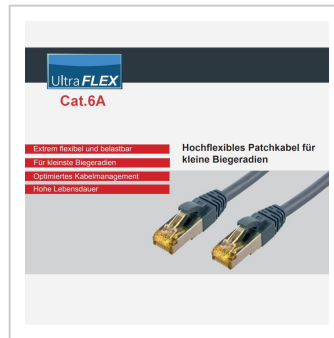 Ultra FLEX
Cat.6A
Extrem flexibel und belastbar
Für kleinste Biegeradien
Optimiertes Kabelmanagement
Hohe Lebensdauer
Hochflexibles Patchkabel für
kleine Biegeradien